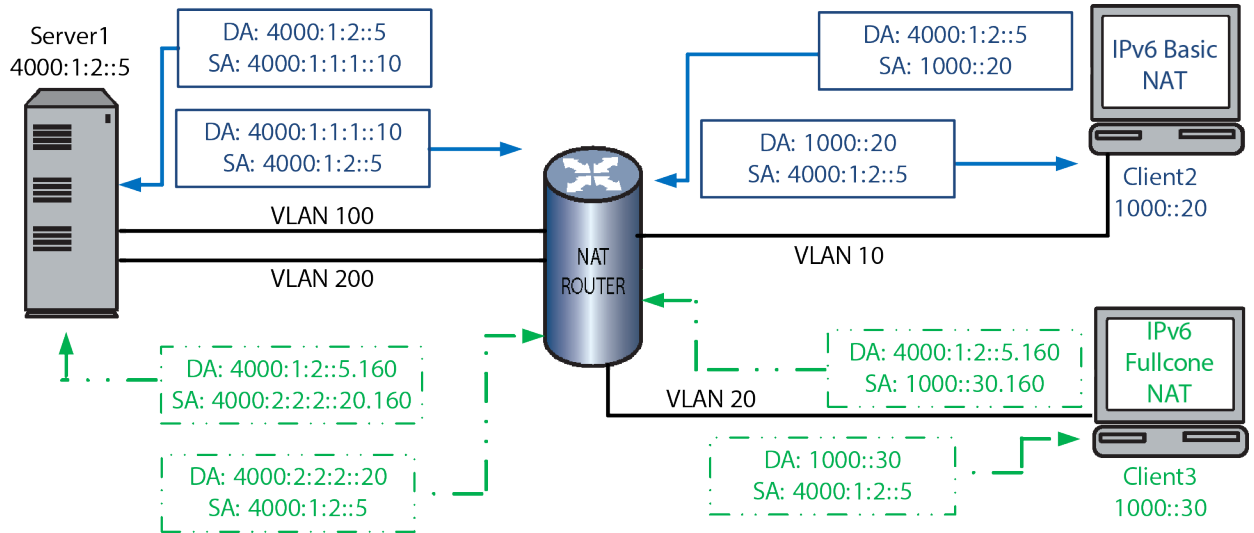 Server1
4000:1:2::5
DA: 4000:1:2::5
SA: 4000:1:1:1::10
DA: 4000:1:1:1::10
SA: 4000:1:2::5
DA: 4000:1:2::5
SA: 1000::20
DA: 1000::20
SA: 4000:1:2::5
IPv6 Basic
NAT
Client2
1000::20
VLAN 100
VLAN 200
NAT
ROUTER
VLAN 10
VLAN 20
DA: 4000:1:2::5.160
SA: 4000:2:2:2::20.160
DA: 4000:2:2:2::20
SA: 4000:1:2::5
DA: 4000:1:2::5.160
SA: 1000::30.160
DA: 1000::30
SA: 4000:1:2::5
IPv6
Fullcone
NAT
Client3
1000::30